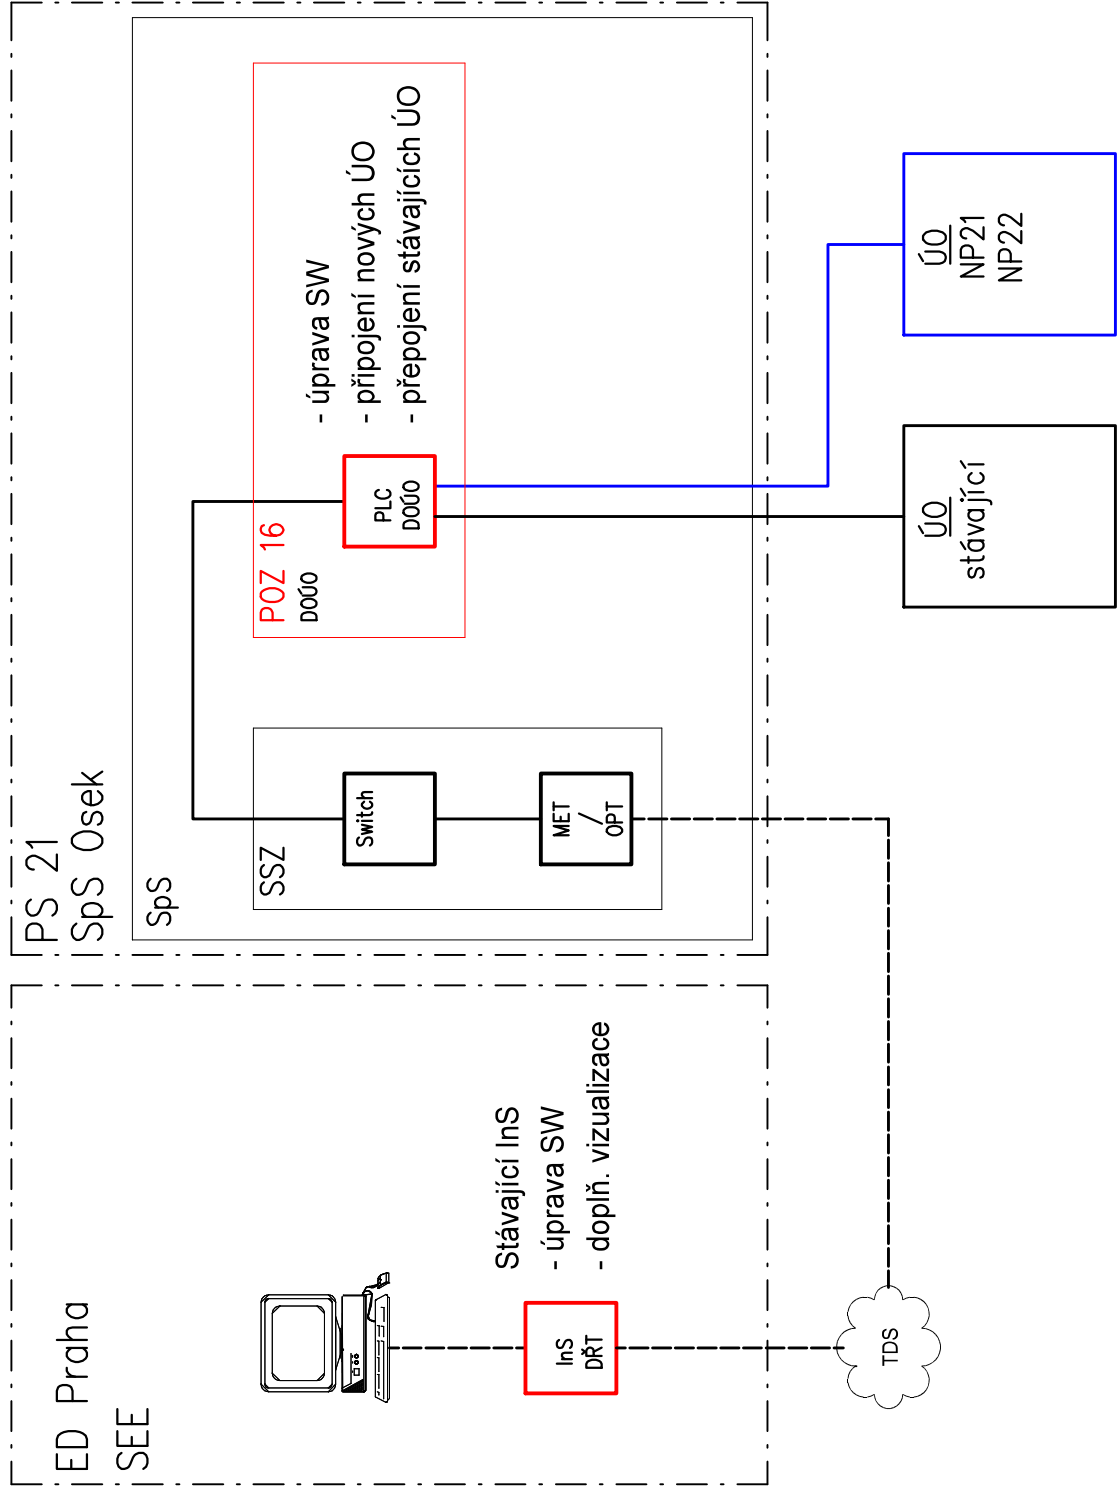 ED Praha
SEE
Stávající InS
- úprava SW
- doplň. vizualizace
InS
DŘT
TDS
PS 21
SpS Osek
SpS
SSZ
Switch
MET
/
OPT
POZ 16
DOÚO
PLC
DOÚO
- úprava SW
- připojení nových ÚO
- přepojení stávajících ÚO
ÚO
stávající
ÚO
NP21
NP22